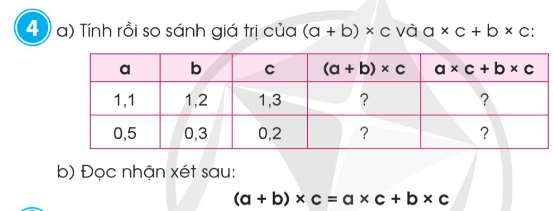 4 a) Tính rồi so sánh giá trị của (a + b) × c và a × c + b × c:
a b c (a + b) × c a × c + b × c
1,1 1,2 1,3 ? ?
0,5 0,3 0,2 ? ?
b) Đọc nhận xét sau:
(a + b) × c = a × c + b × c